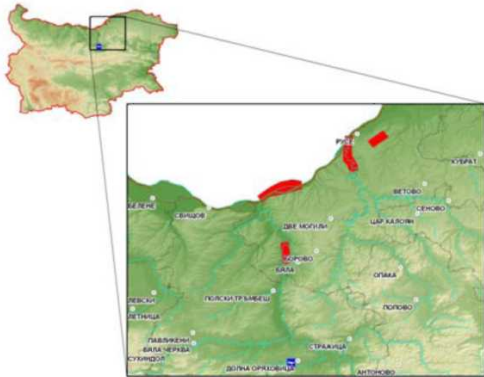 РУСЕ
КУБРАТ
БЕЛЕНЕ
СВИЩОВ
ВЕТОВО
СЕНОВО
ДВЕ МОГИЛИ
ЦАР КАЛОЯН
БОРОВО
БЯЛА
ОПАКА
ЛЕВСКИ
ПОЛСКИ ТРЪМБЕШ
ПОПОВО
ЛЕТНИЦА
ПАВЛИКЕНИ
БЯЛА ЧЕРКВА
СУХИНДОЛ
СТРАЖИЦА
ДОЛНА ОРЯХОВИЦА
АНТОНОВО